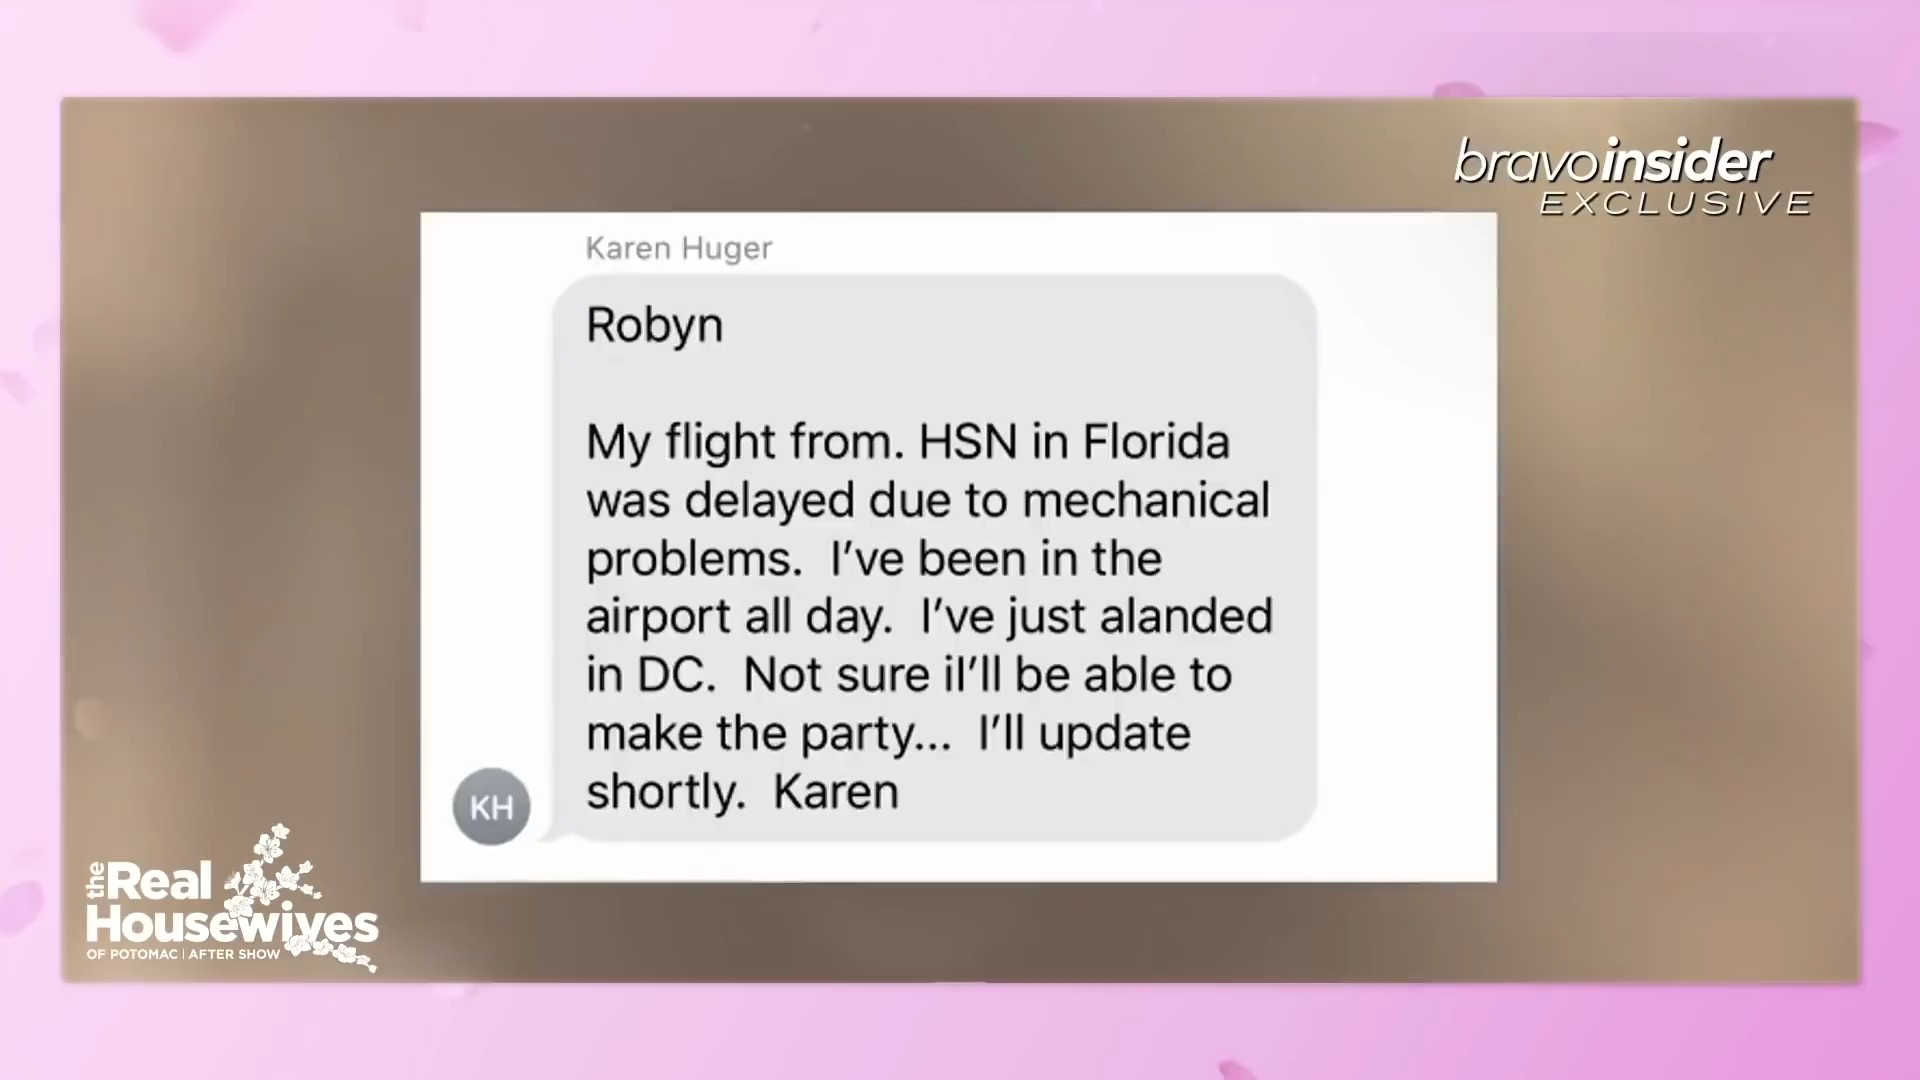 bravoinsider
EXCLUSIVE
Karen Huger
Robyn
My flight from. HSN in Florida
was delayed due to mechanical
problems.  I’ve been in the
airport all day.  I’ve just alanded
in DC.  Not sure iI’ll be able to
make the party...  I’ll update
shortly.  Karen
KH
the Real
Housewives
OF POTOMAC | AFTER SHOW